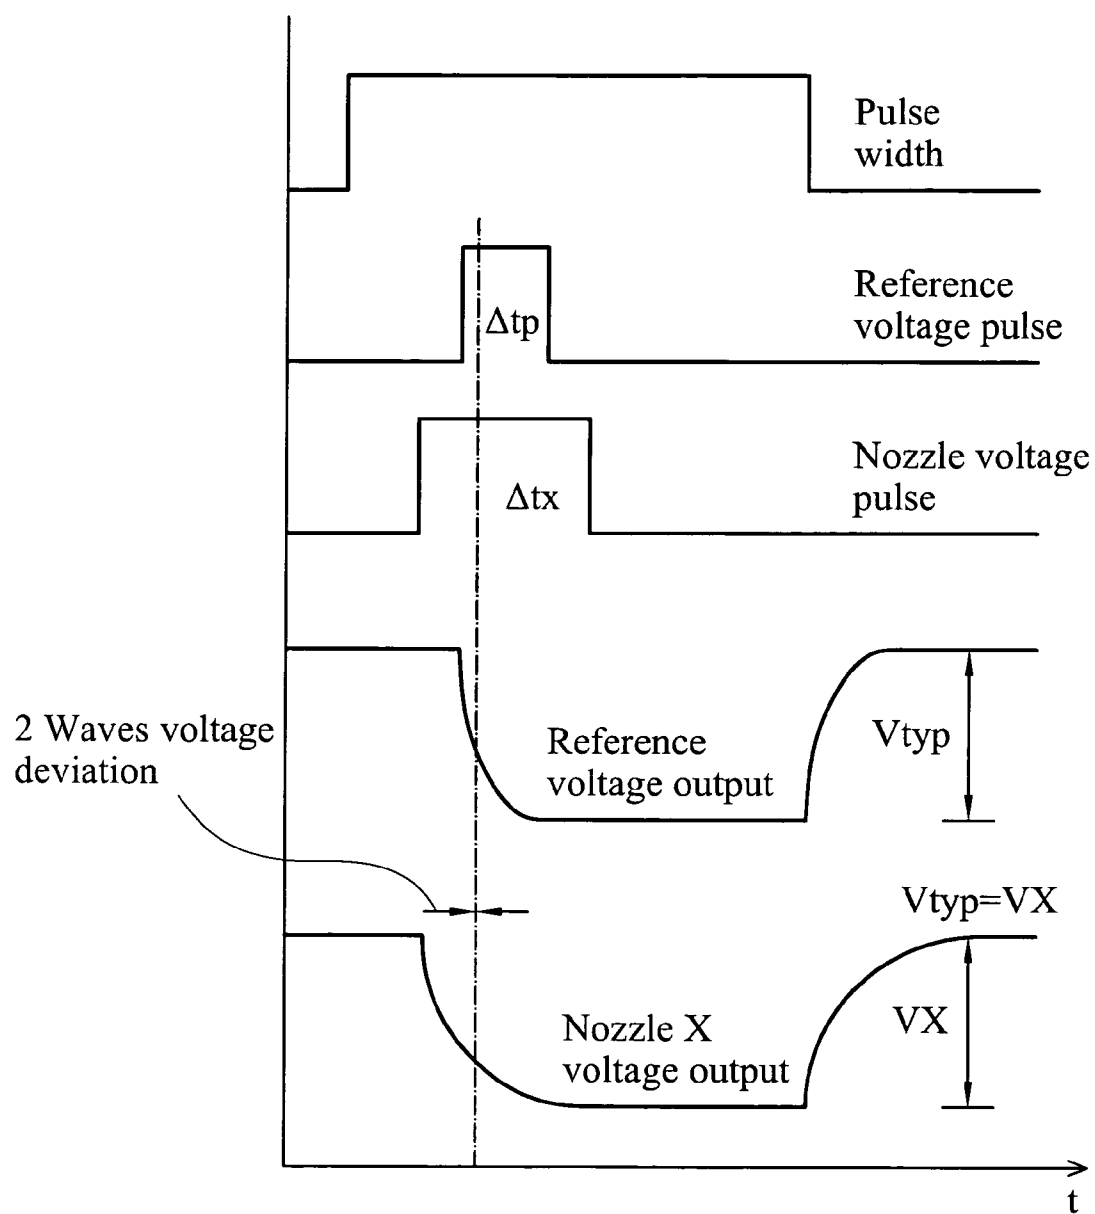 Pulse
width
Reference
voltage pulse
Δtp
Nozzle voltage
pulse
Δtx
2 Waves voltage
deviation
Reference
voltage output
Vtyp
Vtyp=VX
Nozzle X
voltage output
VX
t